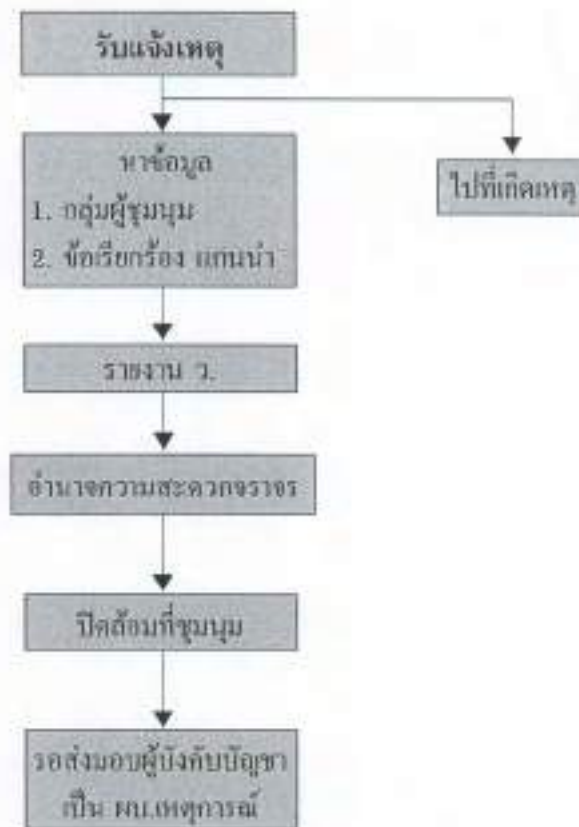 รับแจ้งเหตุ
หาข้อมูล
1. กลุ่มผู้ชุมนุม
2. ข้อเรียกร้อง แกนนำ
ไปที่เกิดเหตุ
รายงาน ว.
อำนาจความสะดวกจราจร
ปิดล้อมที่ชุมนุม
รอส่งมอบผู้บังคับบัญชา
เป็น ผบ.เหตุการณ์